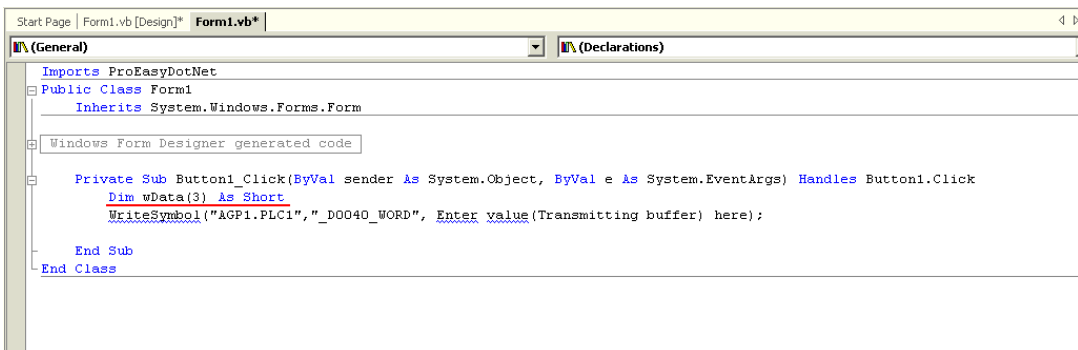 Start Page Form1.vb [Design]* Form1.vb*
(General) (Declarations)
Imports ProEasyDotNet
Public Class Form1
Inherits System.Windows.Forms.Form
Windows Form Designer generated code
Private Sub Button1_Click(ByVal sender As System.Object, ByVal e As System.EventArgs) Handles Button1.Click
Dim wData(3) As Short
WriteSymbol("AGP1.PLC1","_D0040_WORD", Enter value(Transmitting buffer) here);
End Sub
End Class